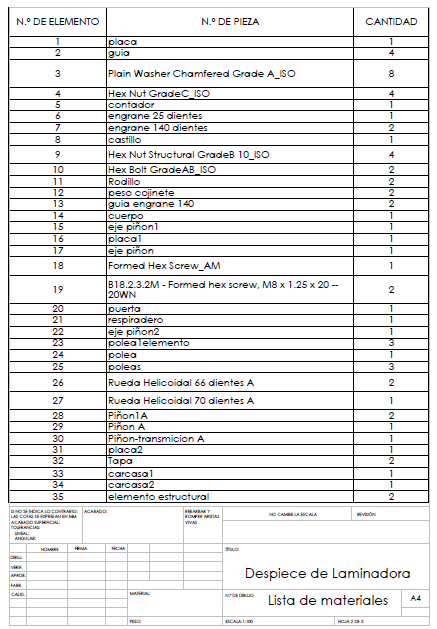 N.º DE ELEMENTO N.º DE PIEZA CANTIDAD
1 placa 1
2 guia 4
3 Plain Washer Chamfered Grade A_ISO 8
4 Hex Nut GradeC_ISO 4
5 contador 1
6 engrane 25 dientes 1
7 engrane 140 dientes 2
8 castillo 1
9 Hex Nut Structural GradeB 10_ISO 4
10 Hex Bolt GradeAB_ISO 2
11 Rodillo 2
12 peso cojinete 2
13 guia engrane 140 2
14 cuerpo 1
15 eje piñon1 1
16 placa1 1
17 eje piñon 1
18 Formed Hex Screw_AM 1
19 B18.2.3.2M - Formed hex screw, M8 x 1.25 x 20 -- 2
20WN
20 puerta 1
21 respiradero 1
22 eje piñon2 1
23 polea1elemento 3
24 polea 1
25 poleas 3
26 Rueda Helicoidal 66 dientes A 2
27 Rueda Helicoidal 70 dientes A 1
28 Piñon1A 2
29 Piñon A 1
30 Piñon-transmicion A 1
31 placa2 1
32 Tapa 2
33 carcasa1 1
34 carcasa2 1
35 elemento estructural 2
SI NO SE INDICA LO CONTRARIO:
LAS COTAS SE EXPRESAN EN MM
ACABADO SUPERFICIAL:
TOLERANCIAS:
LINEAL:
ANGULAR:
ACABADO:
REBARBAR Y
ROMPER ARISTAS
VIVAS
NO CAMBIE LA ESCALA
REVISIÓN
NOMBRE FIRMA FECHA
DIBUJ.
VERIF.
APROB.
FABR.
CALID.
TÍTULO:
Despiece de Laminadora
MATERIAL:
N.º DE DIBUJO
Lista de materiales
A4
PESO:
ESCALA:1:100
HOJA 2 DE 3